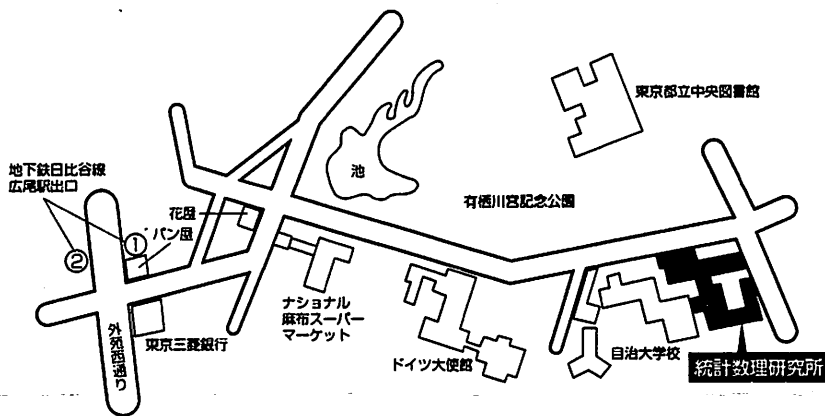 東京都立中央図書館
地下鉄日比谷線
広尾駅出口
池
有栖川宮記念公園
花屋
①
パン屋
②
ナショナル
麻布スーパー
マーケット
外苑西通り
東京三菱銀行
ドイツ大使館
自治大学校
統計数理研究所